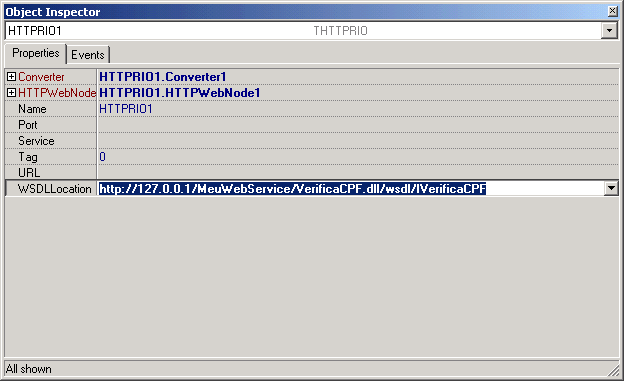 Object Inspector
HTTPRIO1 THTTPRIO
Properties Events
Converter HTTPRIO1.Converter1
HTTPWebNode HTTPRIO1.HTTPWebNode1
Name HTTPRIO1
Port
Service
Tag 0
URL
WSDLLocation http://127.0.0.1/MeuWebService/VerificaCPF.dll/wsdl/IVerificaCPF
All shown